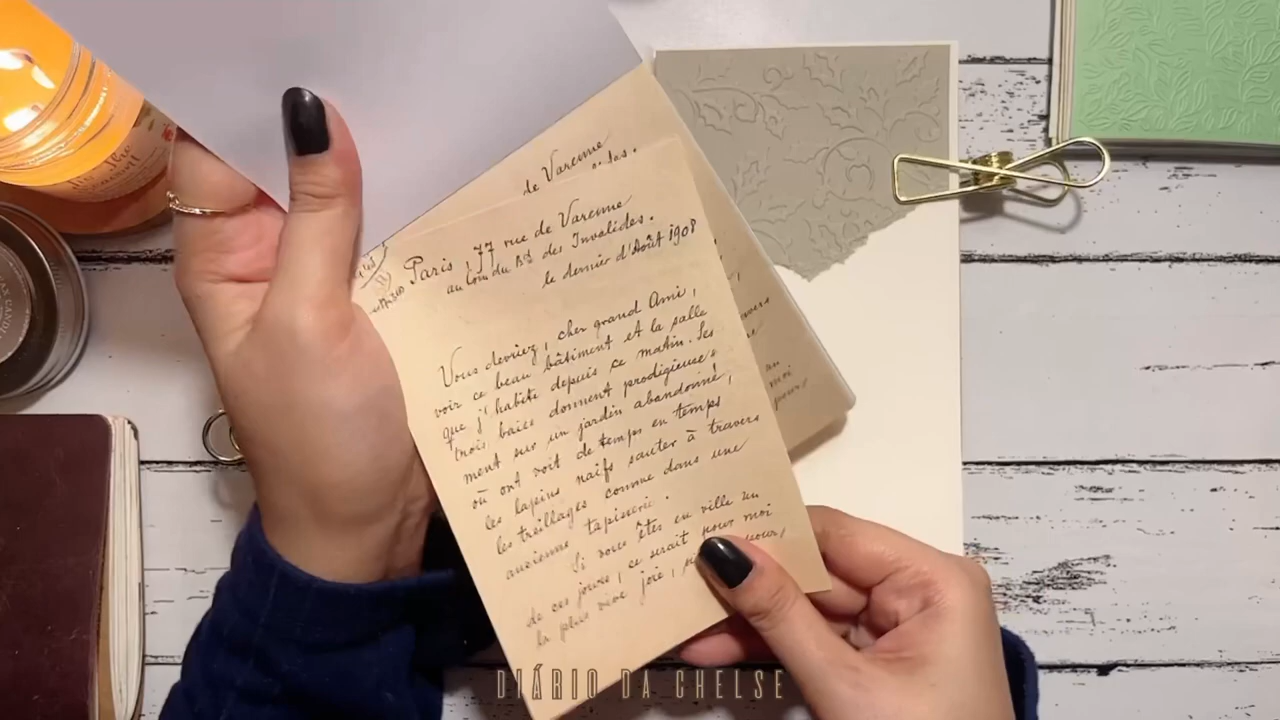 de Varenne
Paris, 77 rue de Varenne
au coin du Bd des Invalides.
le dernier d'Août 1908
Vous devriez, cher grand Ami,
voir ce beau bâtiment et la salle
que j'habite depuis ce matin. Ses
trois baies donnent prodigieuse-
ment sur un jardin abandonné,
où ont voit de temps en temps
les lapins naïfs sauter à travers
les treillages comme dans une
ancienne tapisserie.
Si vous êtes en ville un
de ces jours, ce serait pour moi
la plus vive joie,
moi
DIÁRIO DA CHELSE